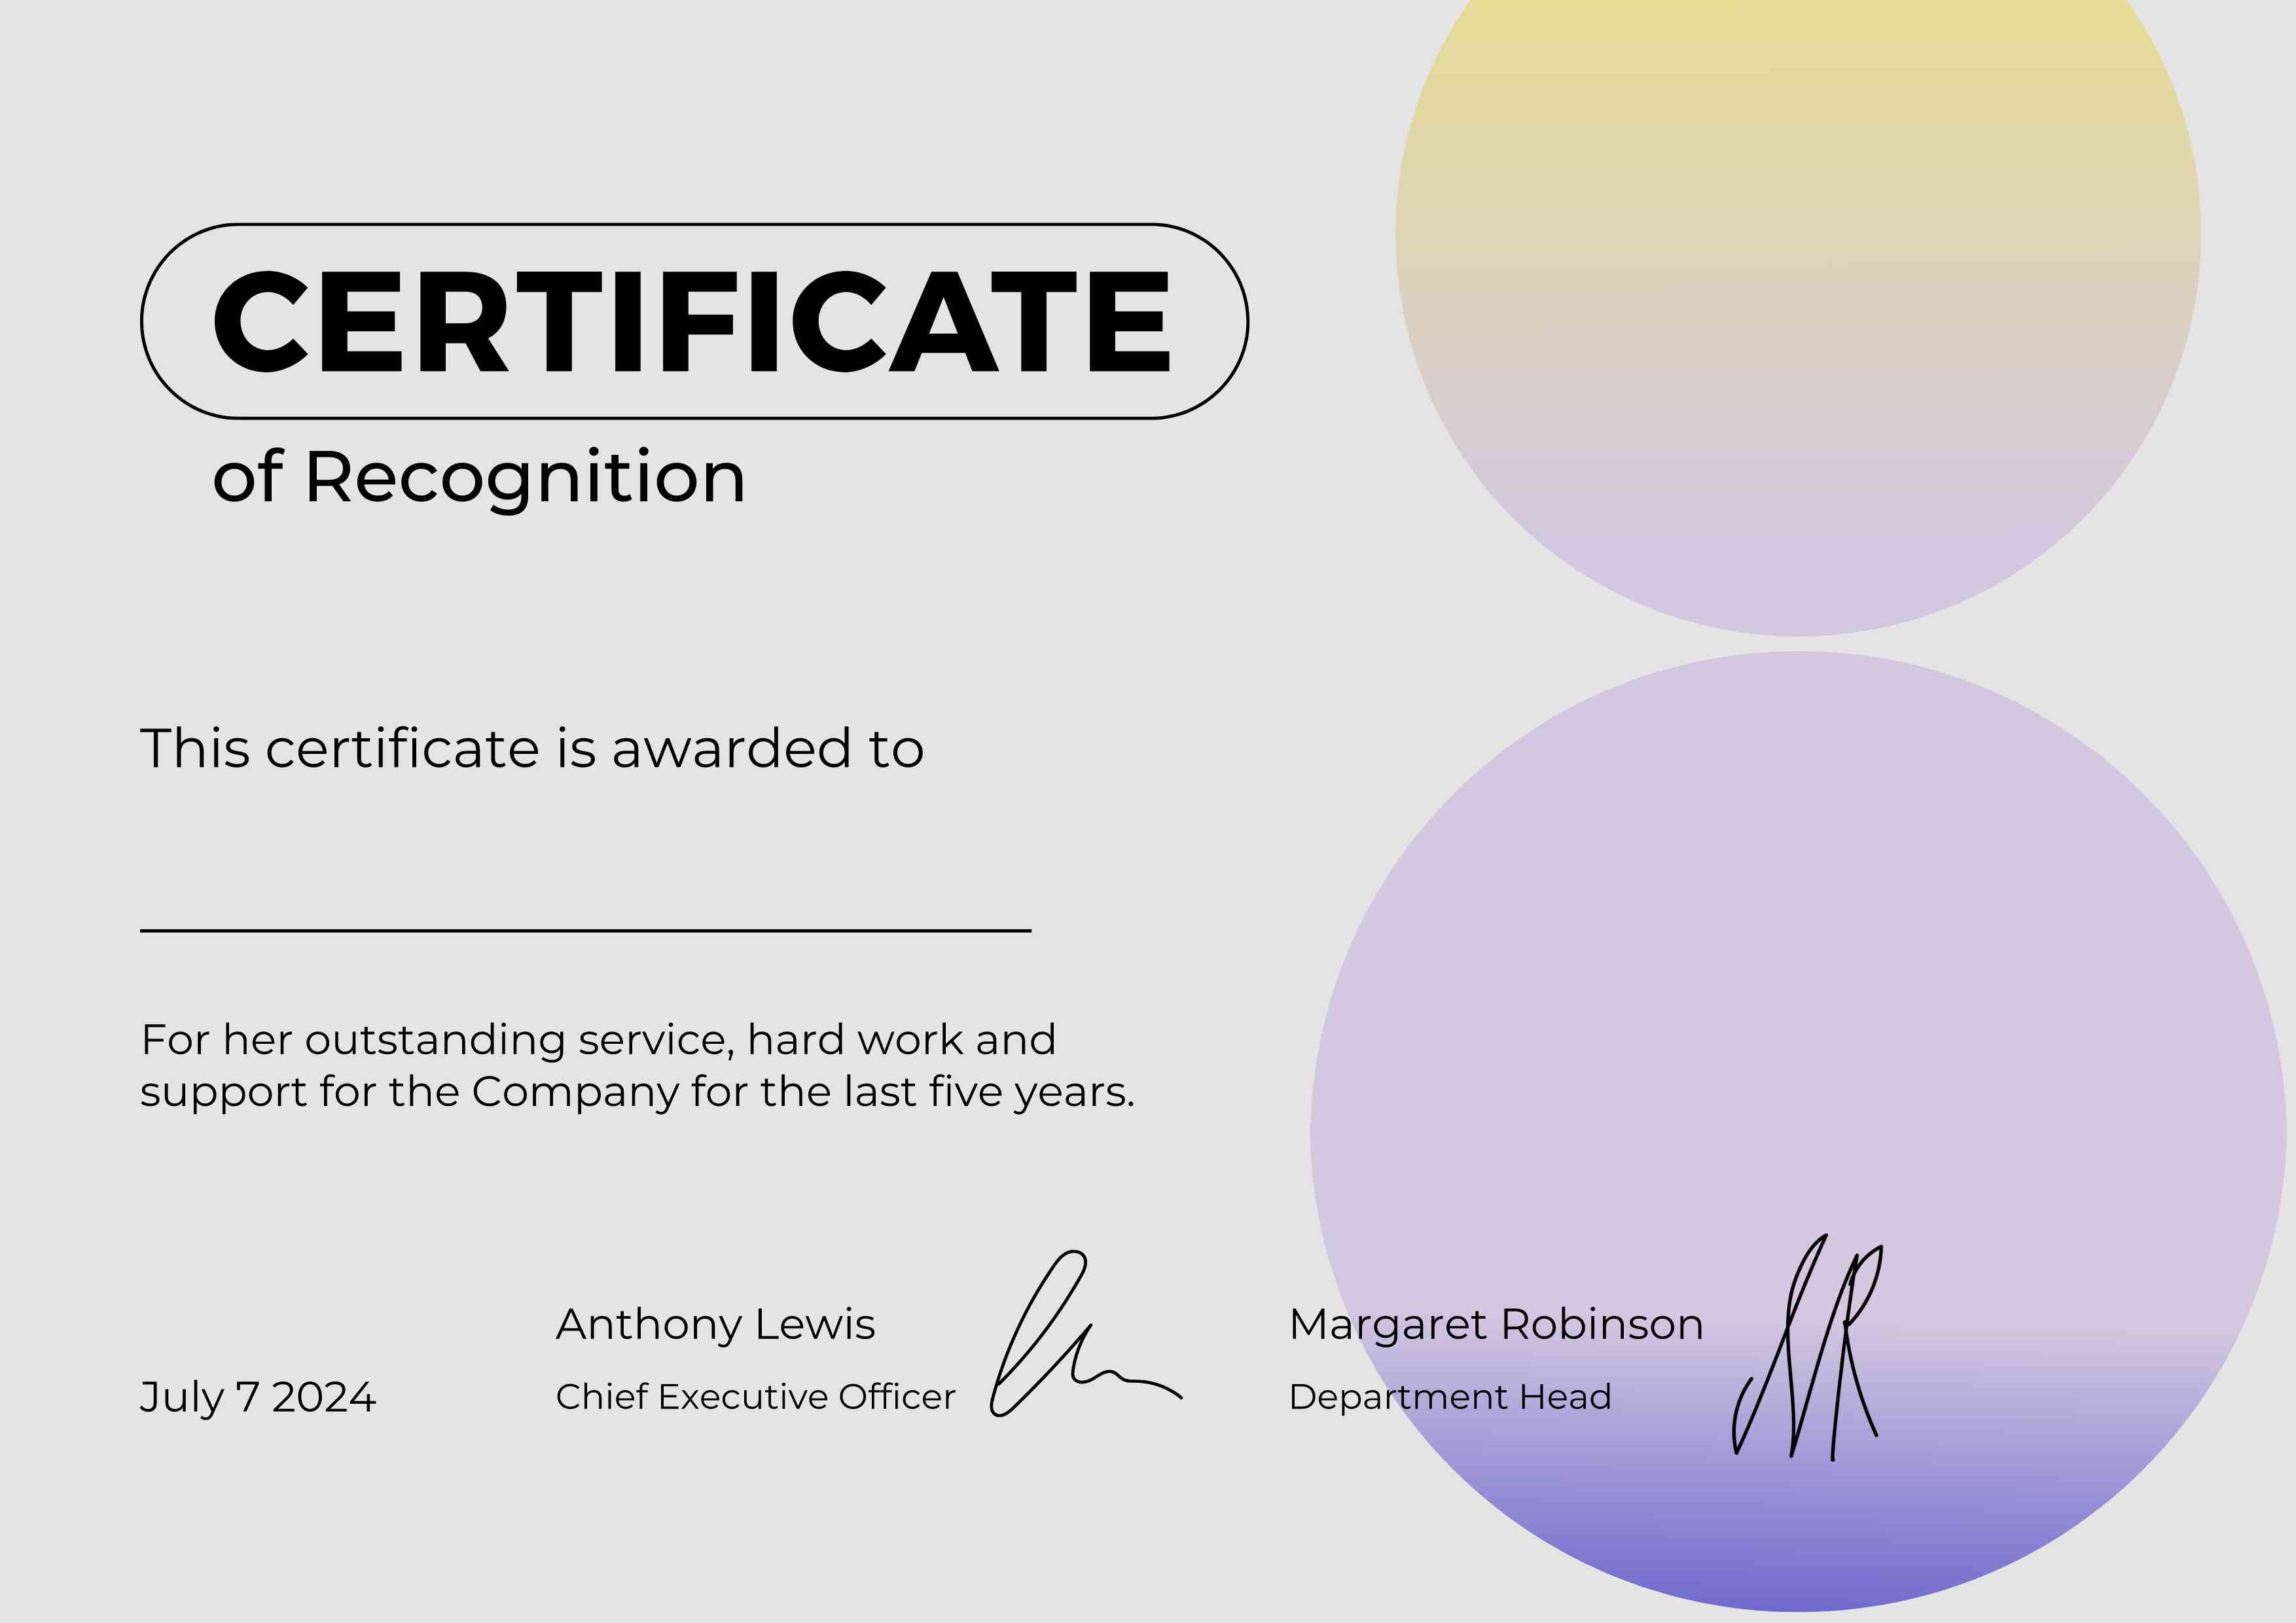 CERTIFICATE
of Recognition
This certificate is awarded to
For her outstanding service, hard work and
support for the Company for the last five years.
July 7 2024
Anthony Lewis
Chief Executive Officer
Margaret Robinson
Department Head